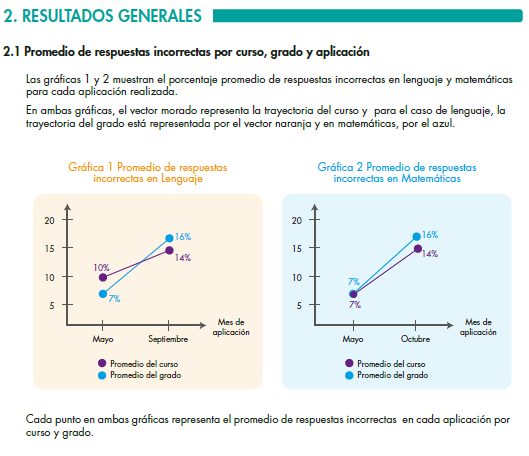 2. RESULTADOS GENERALES
2.1 Promedio de respuestas incorrectas por curso, grado y aplicación
Las gráficas 1 y 2 muestran el porcentaje promedio de respuestas incorrectas en lenguaje y matemáticas
para cada aplicación realizada.
En ambas gráficas, el vector morado representa la trayectoria del curso y para el caso de lenguaje, la
trayectoria del grado está representada por el vector naranja y en matemáticas, por el azul.
Gráfica 1 Promedio de respuestas
incorrectas en Lenguaje
20
15
10
5
10%
7%
16%
14%
Mayo
Septiembre
Mes de
aplicación
Promedio del curso
Promedio del grado
Gráfica 2 Promedio de respuestas
incorrectas en Matemáticas
20
15
10
5
7%
7%
16%
14%
Mayo
Octubre
Mes de
aplicación
Promedio del curso
Promedio del grado
Cada punto en ambas gráficas representa el promedio de respuestas incorrectas en cada aplicación por
curso y grado.